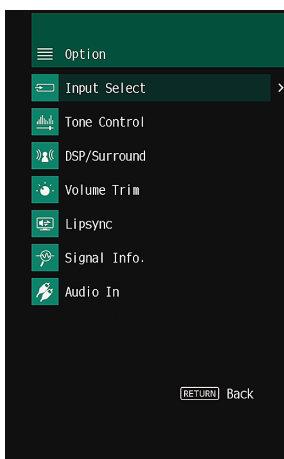 Option
Input Select
Tone Control
DSP/Surround
Volume Trim
Lipsync
Signal Info.
Audio In
RETURN Back